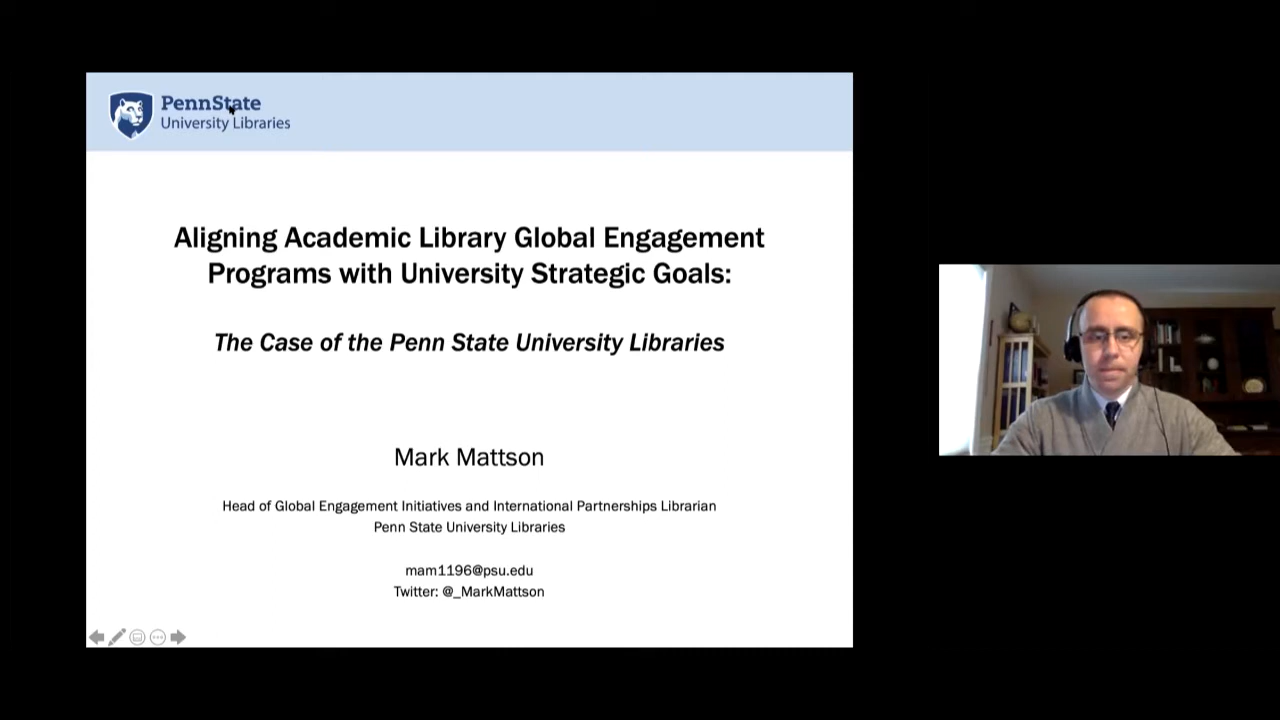 PennState
University Libraries
Aligning Academic Library Global Engagement
Programs with University Strategic Goals:
The Case of the Penn State University Libraries
Mark Mattson
Head of Global Engagement Initiatives and International Partnerships Librarian
Penn State University Libraries
mam1196@psu.edu
Twitter: @_MarkMattson